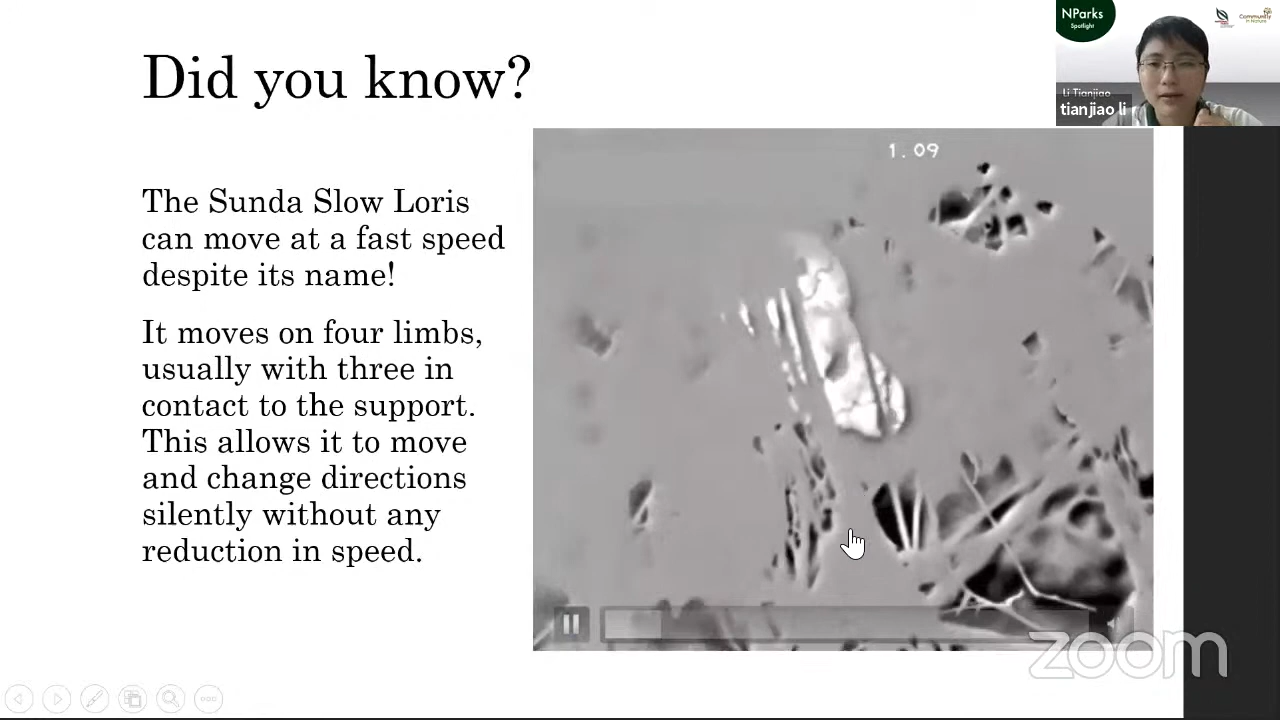 Did you know?
The Sunda Slow Loris
can move at a fast speed
despite its name!
It moves on four limbs,
usually with three in
contact to the support.
This allows it to move
and change directions
silently without any
reduction in speed.
1.09
NParks
Spotlight
Community
in Nature
Li Tianjiao
tianjiao li
zoom